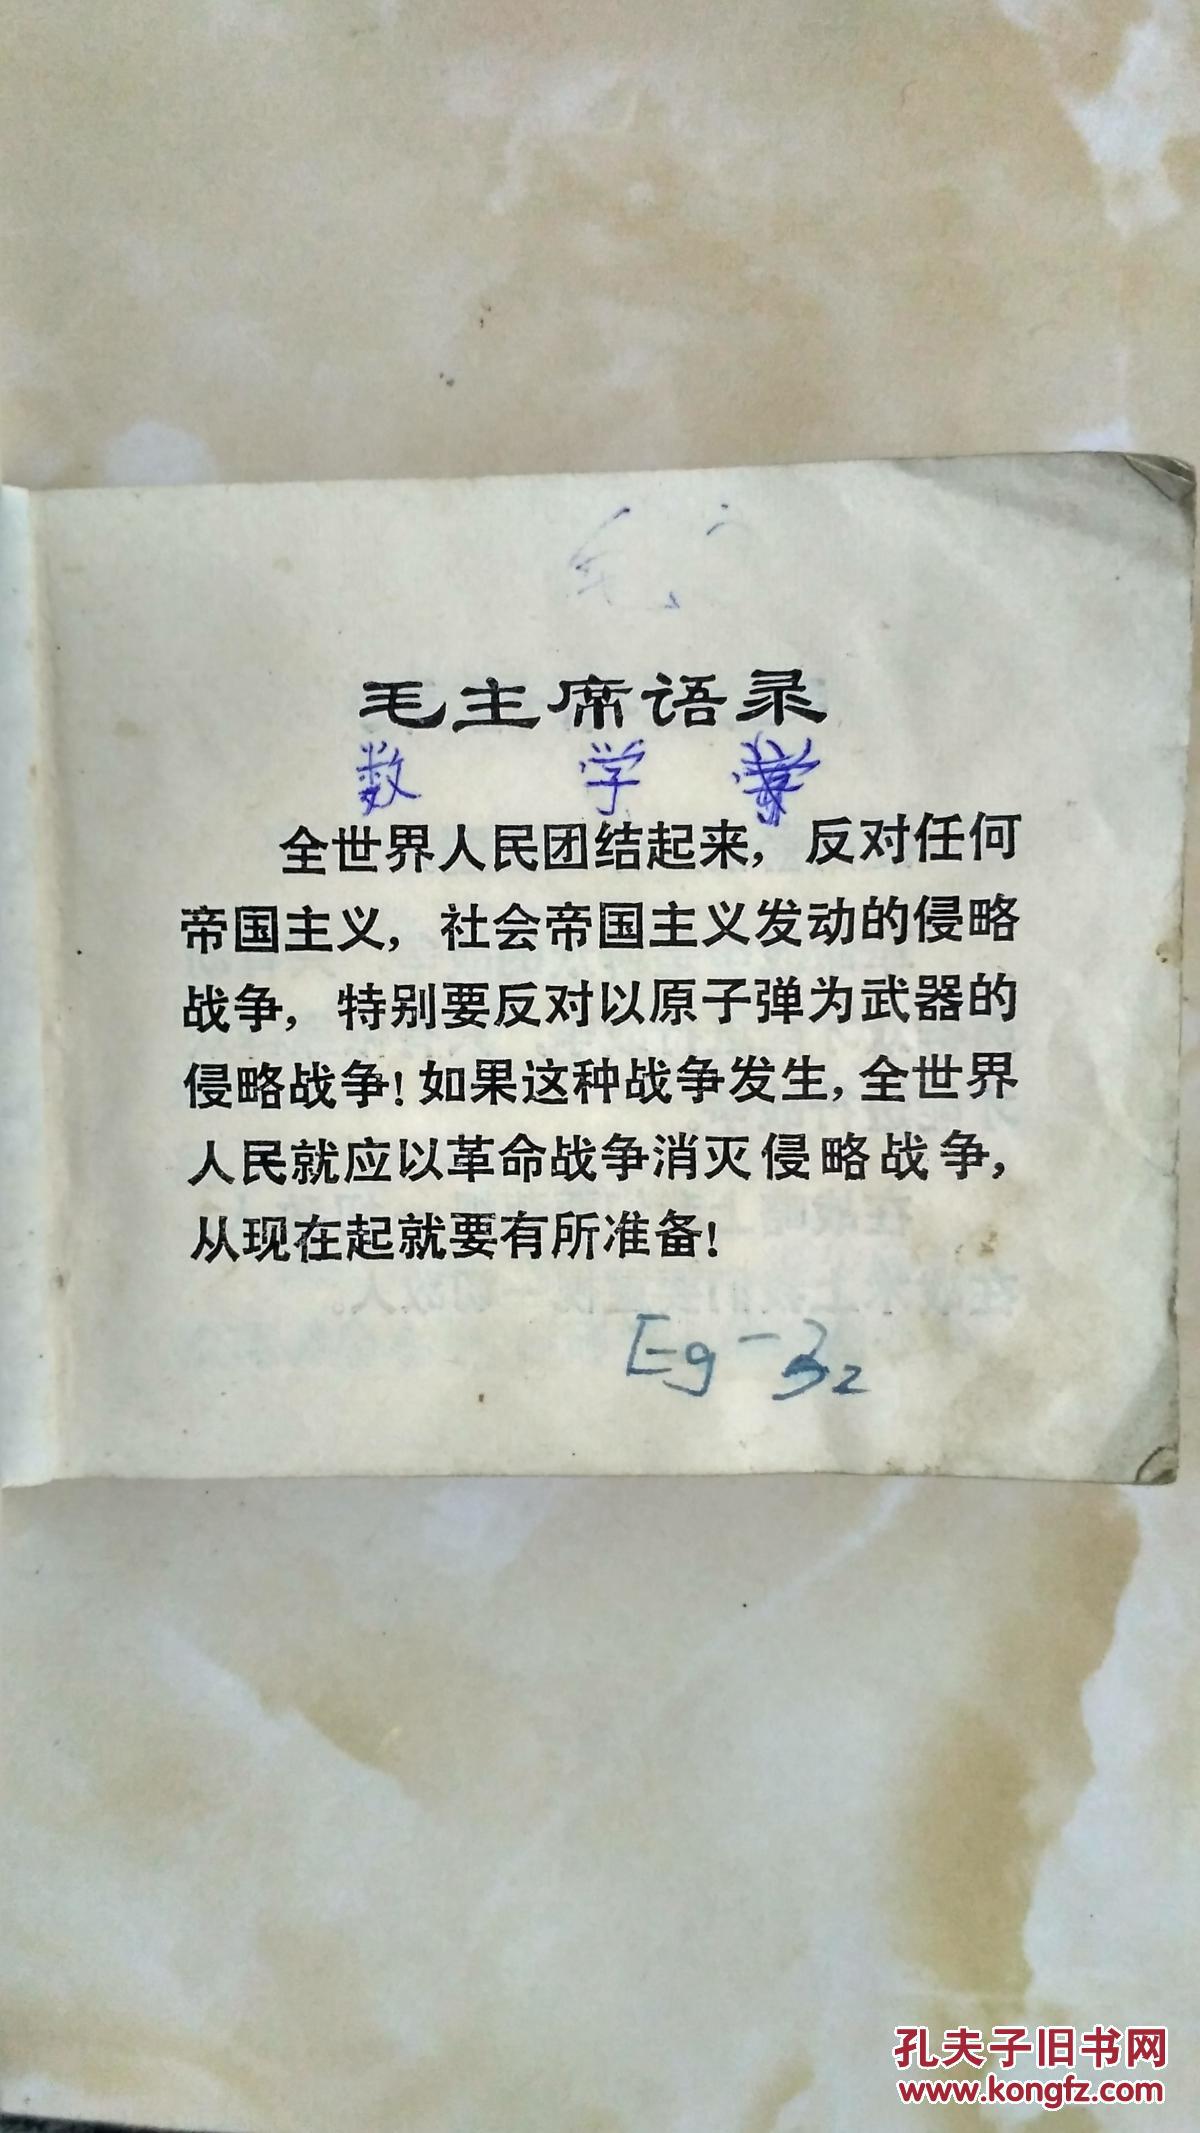 毛主席语录
数 学
全世界人民团结起来，反对任何
帝国主义，社会帝国主义发动的侵略
战争，特别要反对以原子弹为武器的
侵略战争！如果这种战争发生，全世界
人民就应以革命战争消灭侵略战争，
从现在起就要有所准备！
Eg-32
孔夫子旧书网
www.kongfz.com